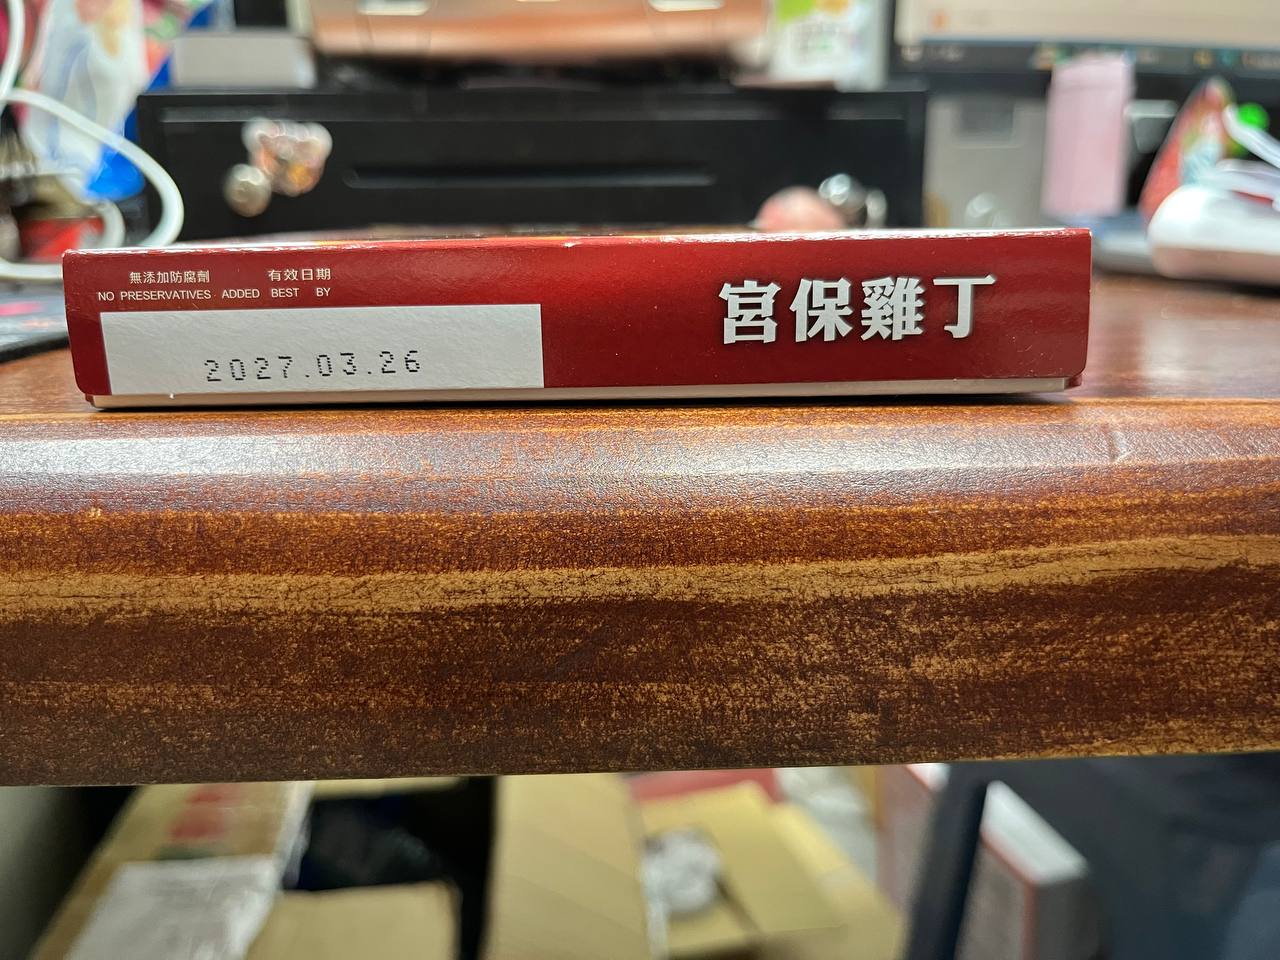 無添加防腐劑 有效日期
NO PRESERVATIVES ADDED BEST BY
2027.03.26
宮保雞丁